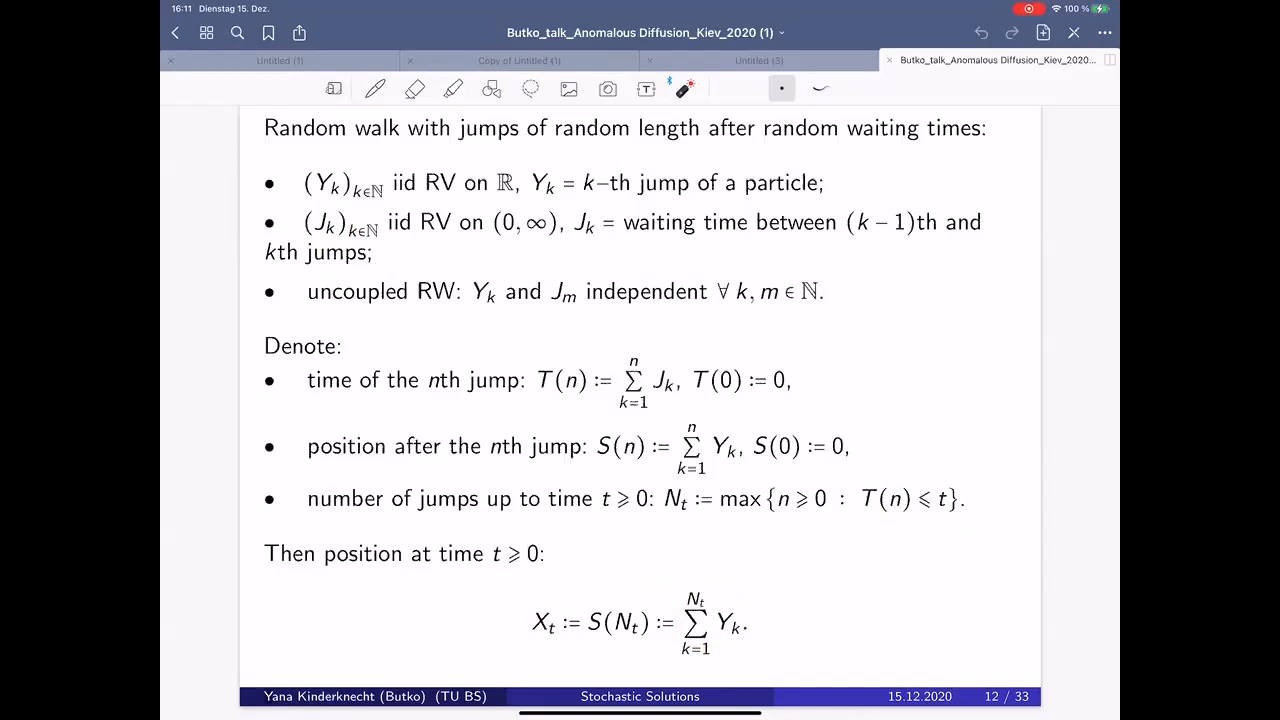 16:11 Dienstag 15. Dez.
100 %
Butko_talk_Anomalous Diffusion_Kiev_2020 (1)
Untitled (1)
Copy of Untitled (1)
Untitled (3)
Butko_talk_Anomalous Diffusion_Kiev_2020...
Random walk with jumps of random length after random waiting times:
• (Y_k)_{k∈ℕ} iid RV on ℝ, Y_k = k–th jump of a particle;
• (J_k)_{k∈ℕ} iid RV on (0, ∞), J_k = waiting time between (k − 1)th and
kth jumps;
• uncoupled RW: Y_k and J_m independent ∀ k, m ∈ ℕ.
Denote:
• time of the nth jump: T(n) := ∑_{k=1}^{n} J_k, T(0) := 0,
• position after the nth jump: S(n) := ∑_{k=1}^{n} Y_k, S(0) := 0,
• number of jumps up to time t ⩾ 0: N_t := max {n ⩾ 0 : T(n) ⩽ t}.
Then position at time t ⩾ 0:
X_t := S(N_t) := ∑_{k=1}^{N_t} Y_k.
Yana Kinderknecht (Butko) (TU BS) Stochastic Solutions 15.12.2020 12 / 33